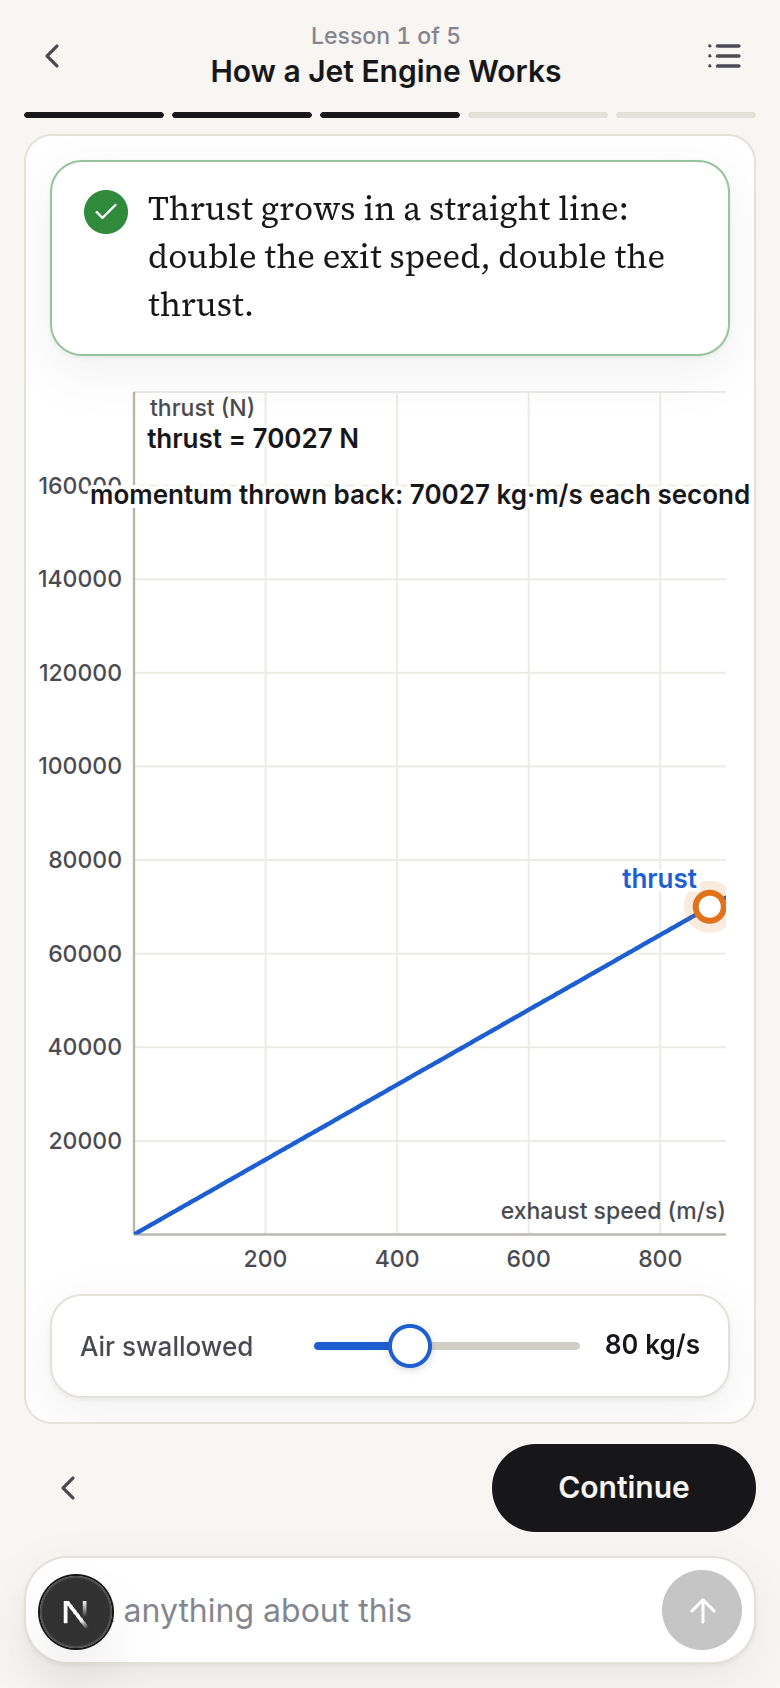 Lesson 1 of 5
How a Jet Engine Works
Thrust grows in a straight line:
double the exit speed, double the
thrust.
thrust (N)
thrust = 70027 N
160000
momentum thrown back: 70027 kg·m/s each second
140000
120000
100000
80000
thrust
60000
40000
20000
exhaust speed (m/s)
200 400 600 800
Air swallowed 80 kg/s
Continue
N anything about this